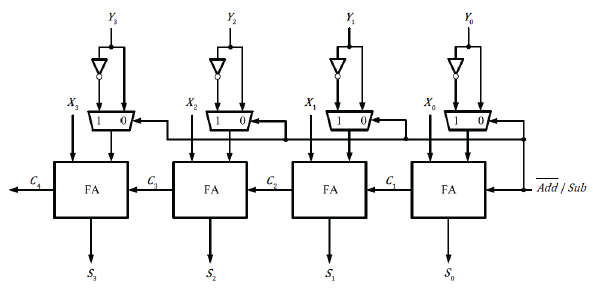 Y3 Y2 Y1 Y0
X3 1 0 X2 1 0 X1 1 0 X0 1 0
C4 FA C3 FA C2 FA C1 FA A̅d̅d̅ / Sub
S3 S2 S1 S0